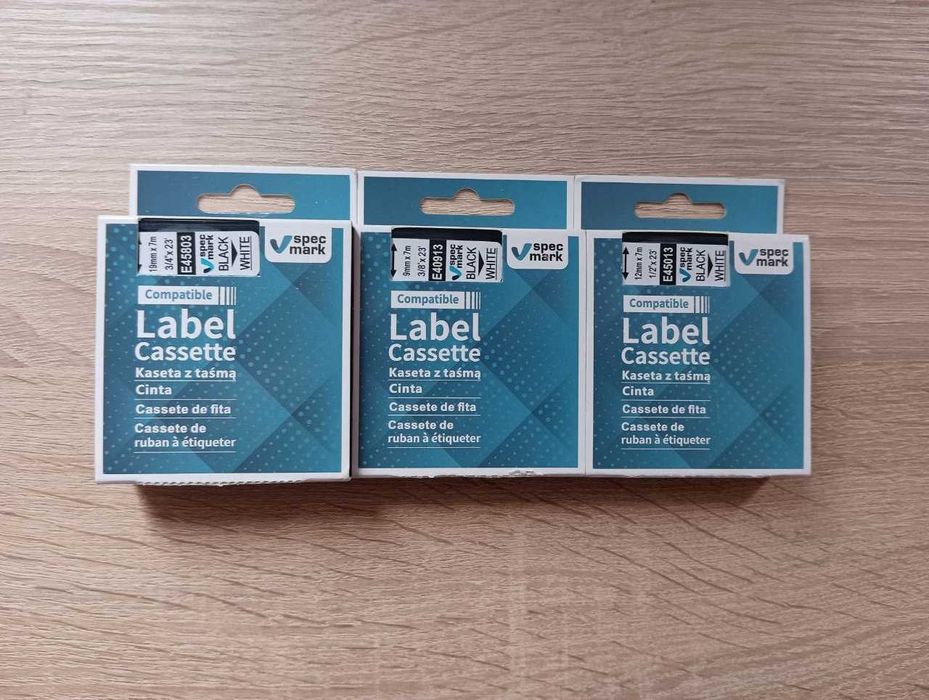 19mm x 7m
3/4"x 23'
E45803
spec mark
BLACK
WHITE
spec
mark
Compatible
Label
Cassette
Kaseta z taśmą
Cinta
Cassete de fita
Cassette de
ruban à étiqueter
9mm x 7m
3/8"x 23'
E40913
spec mark
BLACK
WHITE
spec
mark
Compatible
Label
Cassette
Kaseta z taśmą
Cinta
Cassete de fita
Cassette de
ruban à étiqueter
12mm x 7m
1/2"x 23'
E45013
spec mark
BLACK
WHITE
spec
mark
Compatible
Label
Cassette
Kaseta z taśmą
Cinta
Cassete de fita
Cassette de
ruban à étiqueter